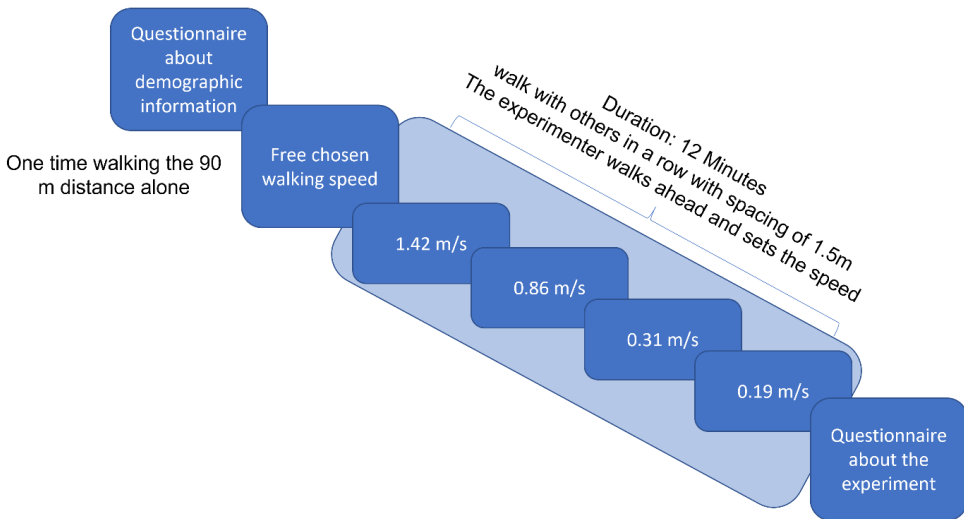 Questionnaire
about
demographic
information
One time walking the 90
m distance alone
Free chosen
walking speed
Duration: 12 Minutes
walk with others in a row with spacing of 1.5m
The experimenter walks ahead and sets the speed
1.42 m/s
0.86 m/s
0.31 m/s
0.19 m/s
Questionnaire
about the
experiment